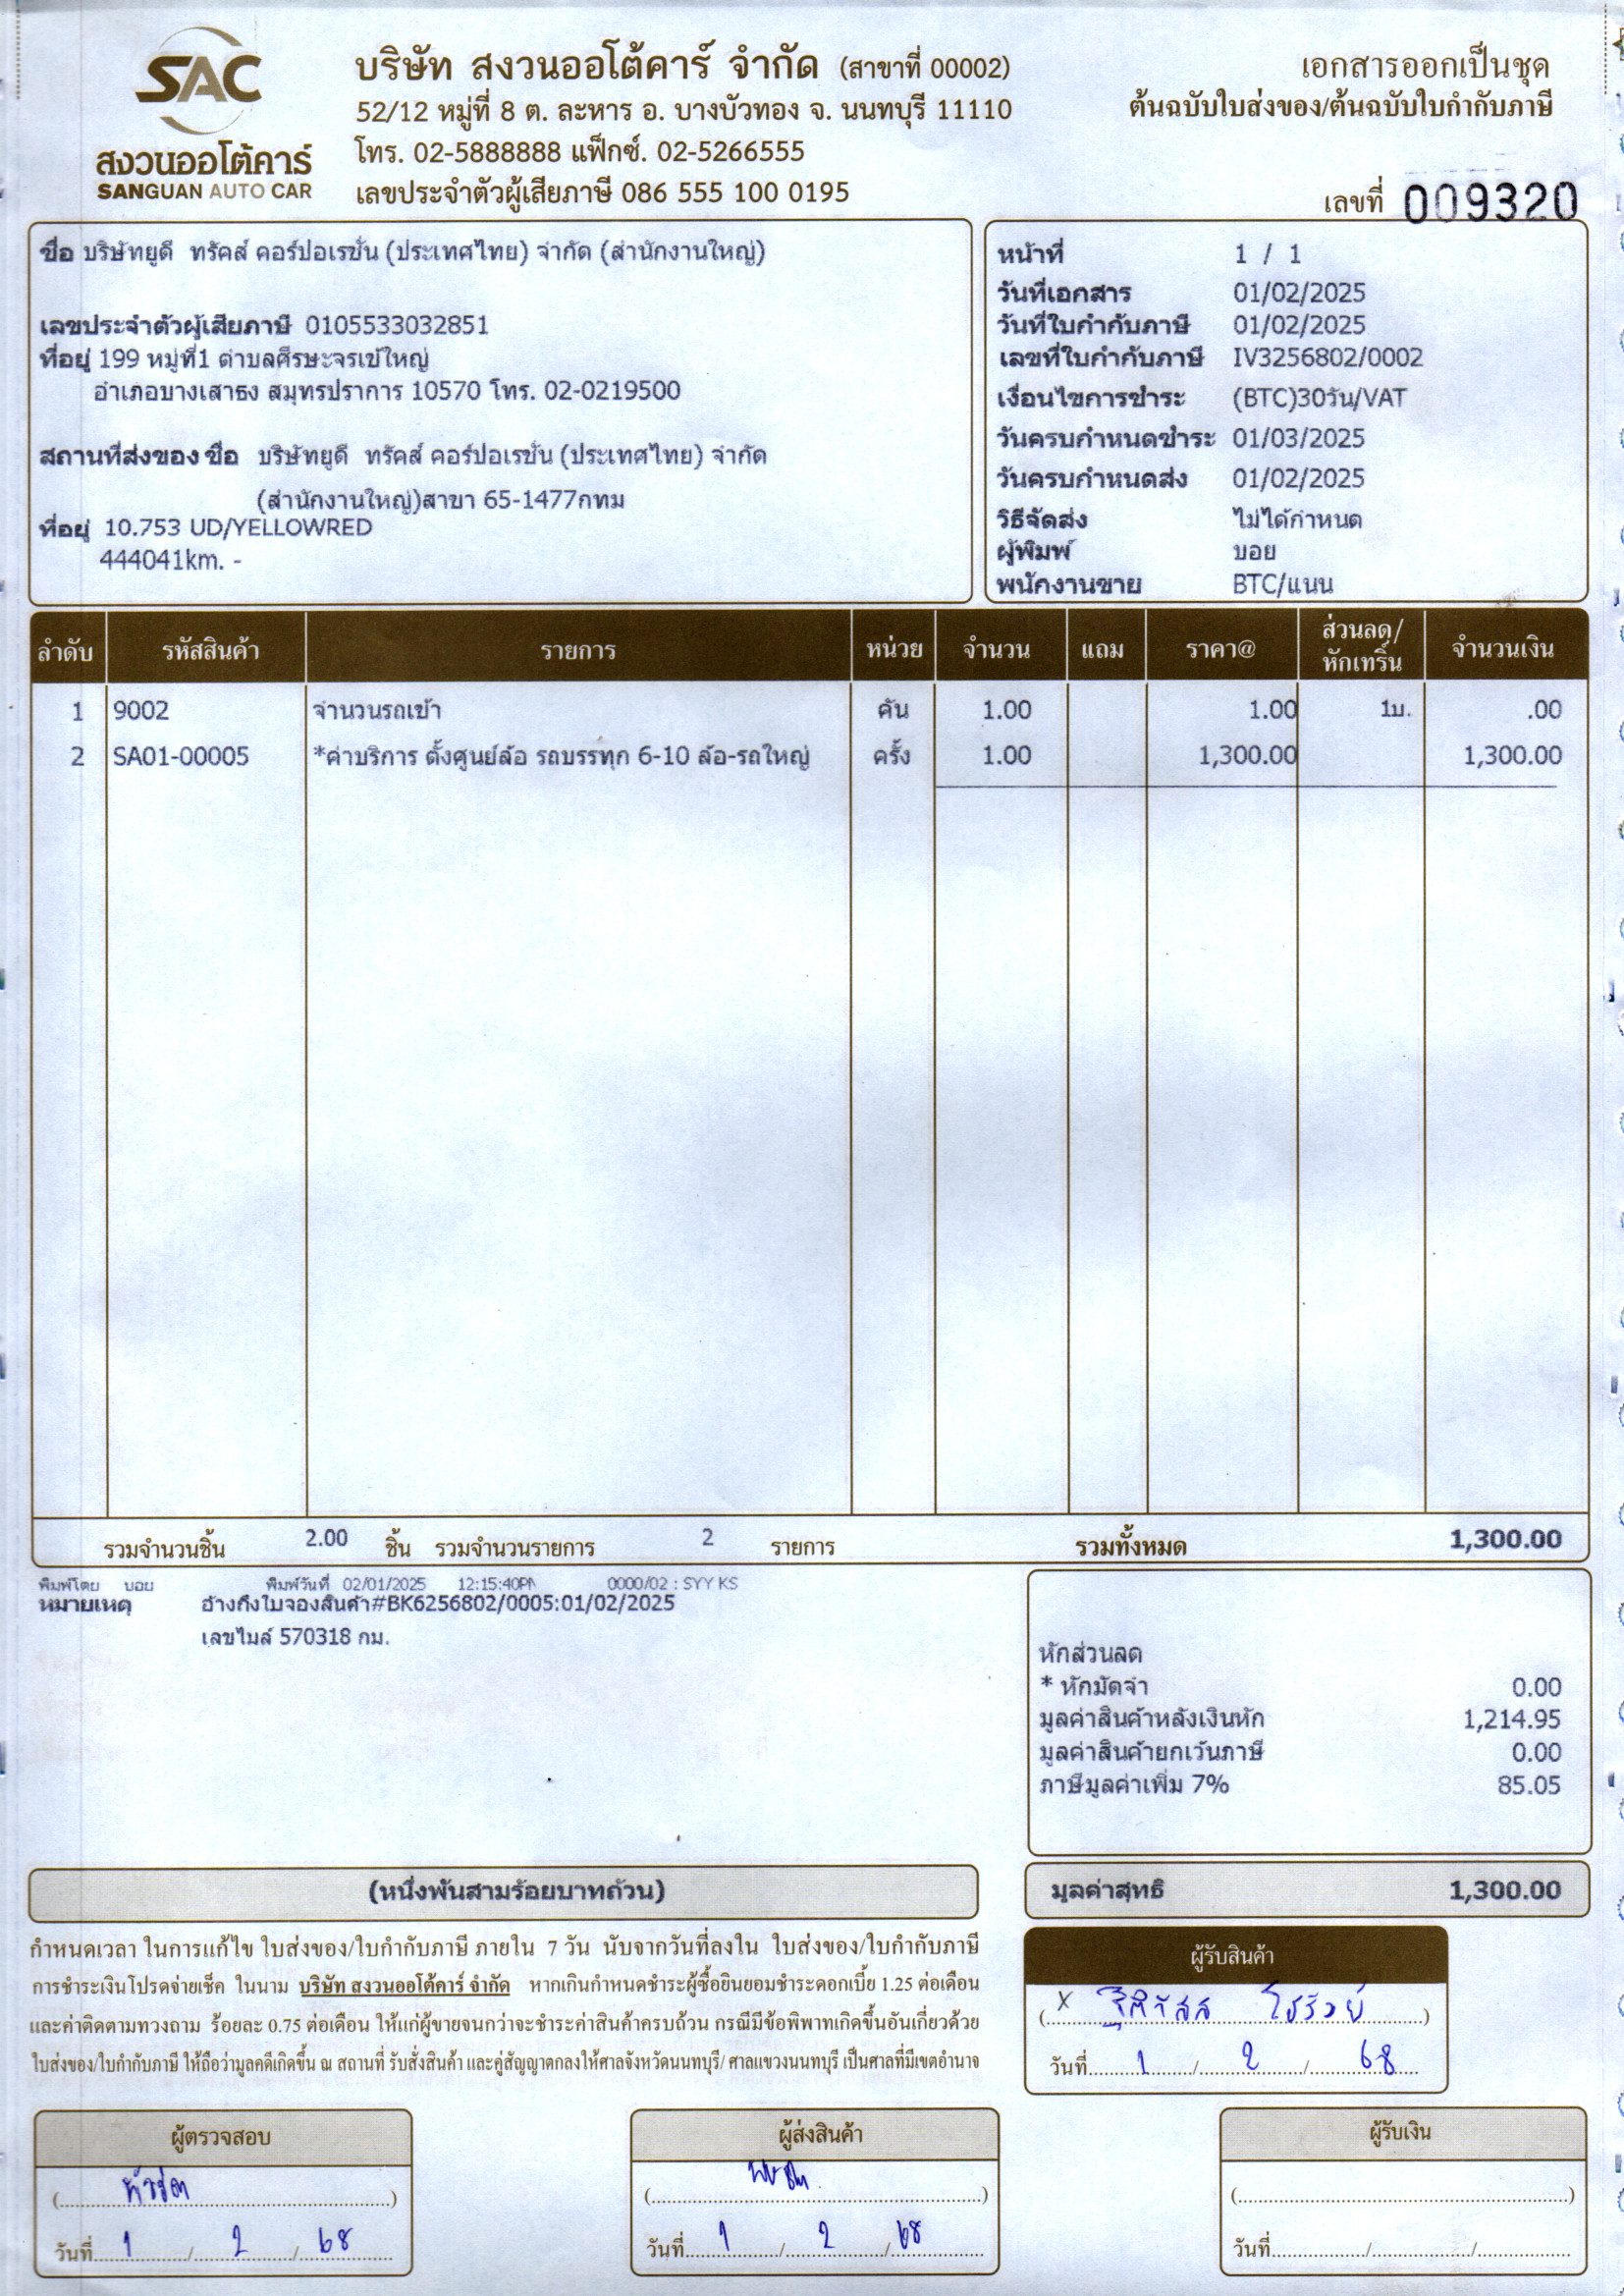 SAC
สงวนออโต้คาร์
SANGUAN AUTO CAR
บริษัท สงวนออโต้คาร์ จำกัด (สาขาที่ 00002)
52/12 หมู่ที่ 8 ต. ละหาร อ. บางบัวทอง จ. นนทบุรี 11110
โทร. 02-5888888 แฟ็กซ์. 02-5266555
เลขประจำตัวผู้เสียภาษี 086 555 100 0195
เอกสารออกเป็นชุด
ต้นฉบับใบส่งของ/ต้นฉบับใบกำกับภาษี
เลขที่ 009320
ชื่อ บริษัทยูดี ทรัคส์ คอร์ปอเรชั่น (ประเทศไทย) จำกัด (สำนักงานใหญ่)
เลขประจำตัวผู้เสียภาษี 0105533032851
ที่อยู่ 199 หมู่ที่1 ตำบลศีรษะจรเข้ใหญ่
อำเภอบางเสาธง สมุทรปราการ 10570 โทร. 02-0219500
สถานที่ส่งของ ชื่อ บริษัทยูดี ทรัคส์ คอร์ปอเรชั่น (ประเทศไทย) จำกัด
(สำนักงานใหญ่)สาขา 65-1477กทม
ที่อยู่ 10.753 UD/YELLOWRED
444041km. -
หน้าที่ 1 / 1
วันที่เอกสาร 01/02/2025
วันที่ใบกำกับภาษี 01/02/2025
เลขที่ใบกำกับภาษี IV3256802/0002
เงื่อนไขการชำระ (BTC)30วัน/VAT
วันครบกำหนดชำระ 01/03/2025
วันครบกำหนดส่ง 01/02/2025
วิธีจัดส่ง ไม่ได้กำหนด
ผู้พิมพ์ บอย
พนักงานขาย BTC/แนน
ลำดับ รหัสสินค้า รายการ หน่วย จำนวน แถม ราคา@ ส่วนลด/หักเทริ์น จำนวนเงิน
1 9002 จำนวนรถเข้า คัน 1.00 1.00 1บ. .00
2 SA01-00005 *ค่าบริการ ตั้งศูนย์ล้อ รถบรรทุก 6-10 ล้อ-รถใหญ่ ครั้ง 1.00 1,300.00 1,300.00
รวมจำนวนชิ้น 2.00 ชิ้น รวมจำนวนรายการ 2 รายการ รวมทั้งหมด 1,300.00
พิมพ์โดย บอย พิมพ์วันที่ 02/01/2025 12:15:40PM 0000/02 : SYY KS
หมายเหตุ อ้างถึงใบจองสินค้า#BK6256802/0005:01/02/2025
เลขไมล์ 570318 กม.
หักส่วนลด
* หักมัดจำ 0.00
มูลค่าสินค้าหลังเงินหัก 1,214.95
มูลค่าสินค้ายกเว้นภาษี 0.00
ภาษีมูลค่าเพิ่ม 7% 85.05
(หนึ่งพันสามร้อยบาทถ้วน)
มูลค่าสุทธิ 1,300.00
กำหนดเวลา ในการแก้ไข ใบส่งของ/ใบกำกับภาษี ภายใน 7 วัน นับจากวันที่ลงใน ใบส่งของ/ใบกำกับภาษี
การชำระเงินโปรดจ่ายเช็ค ในนาม บริษัท สงวนออโต้คาร์ จำกัด หากเกินกำหนดชำระผู้ซื้อยินยอมชำระดอกเบี้ย 1.25 ต่อเดือน
และค่าติดตามทวงถาม ร้อยละ 0.75 ต่อเดือน ให้แก่ผู้ขายจนกว่าจะชำระค่าสินค้าครบถ้วน กรณีมีข้อพิพาทเกิดขึ้นอันเกี่ยวด้วย
ใบส่งของ/ใบกำกับภาษี ให้ถือว่ามูลคดีเกิดขึ้น ณ สถานที่ รับสั่งสินค้า และคู่สัญญาตกลงให้ศาลจังหวัดนนทบุรี/ ศาลแขวงนนทบุรี เป็นศาลที่มีเขตอำนาจ
ผู้รับสินค้า
(X)
วันที่ 1 / 2 / 68
ผู้ตรวจสอบ
วันที่ 1 / 2 / 68
ผู้ส่งสินค้า
วันที่ 1 / 2 / 68
ผู้รับเงิน
วันที่ / /